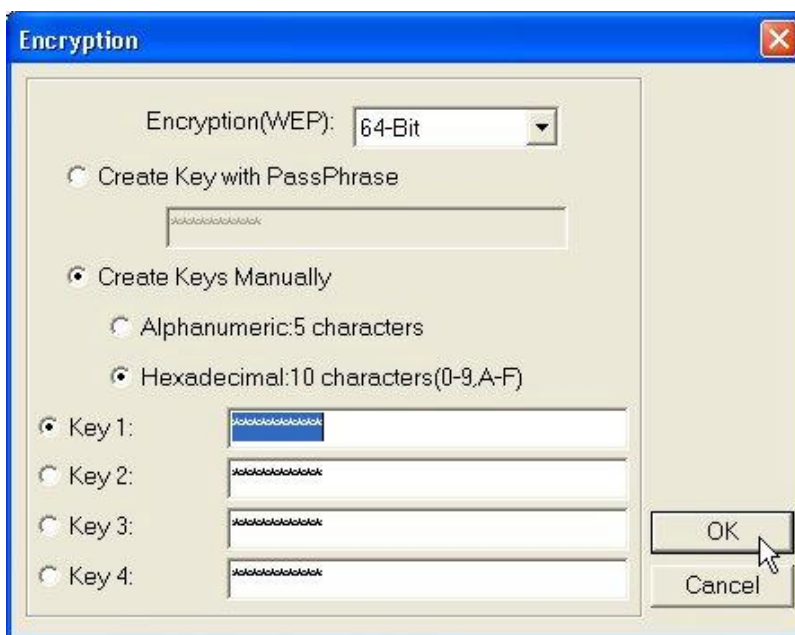 Encryption
Encryption(WEP): 64-Bit
Create Key with PassPhrase
***********
Create Keys Manually
Alphanumeric:5 characters
Hexadecimal:10 characters(0-9,A-F)
Key 1: ***********
Key 2: ***********
Key 3: ***********
Key 4: ***********
OK
Cancel